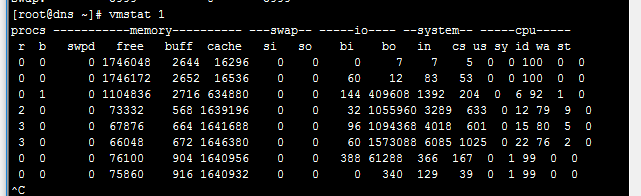 [root@dns ~]# vmstat 1
procs -----------memory---------- ---swap-- -----io---- --system-- -----cpu-----
 r  b   swpd   free   buff  cache   si   so    bi    bo   in   cs us sy id wa st
 0  0      0 1746048   2644  16296    0    0     0     7    7    5  0  0 100  0  0
 0  0      0 1746172   2652  16536    0    0    60    12   83   53  0  0 100  0  0
 0  1      0 1104836   2716 634880    0    0   144 409608 1392  204  0  6 92  1  0
 2  0      0  73332    568 1639196    0    0    32 1055960 3289  633  0 12 79  9  0
 3  0      0  67876    664 1641688    0    0    96 1094368 4018  601  0 15 80  5  0
 3  0      0  66048    672 1646380    0    0    60 1573088 6085 1025  0 22 76  2  0
 0  0      0  76100    904 1640956    0    0   388 61288  366  167  0  1 99  0  0
 0  0      0  75860    916 1640932    0    0     0   340  129   39  0  1 99  0  0
^C